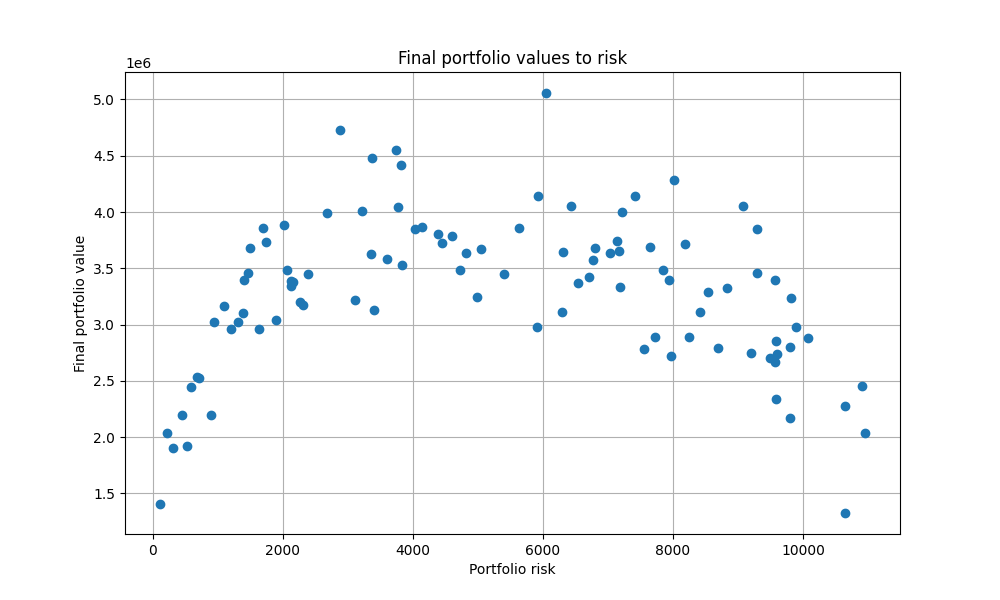 Final portfolio values to risk
1e6
5.0
4.5
4.0
3.5
3.0
2.5
2.0
1.5
Final portfolio value
0 2000 4000 6000 8000 10000
Portfolio risk